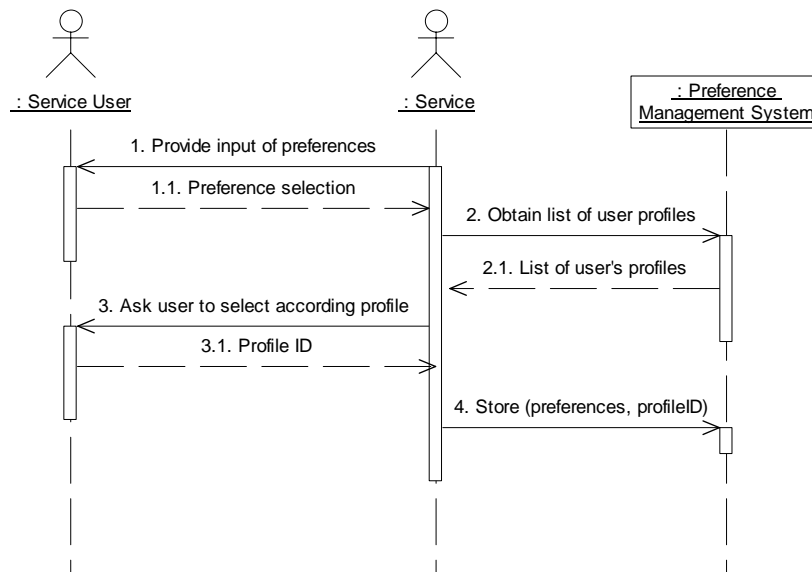 : Service User
: Service
: Preference
Management System
1. Provide input of preferences
1.1. Preference selection
2. Obtain list of user profiles
2.1. List of user's profiles
3. Ask user to select according profile
3.1. Profile ID
4. Store (preferences, profileID)